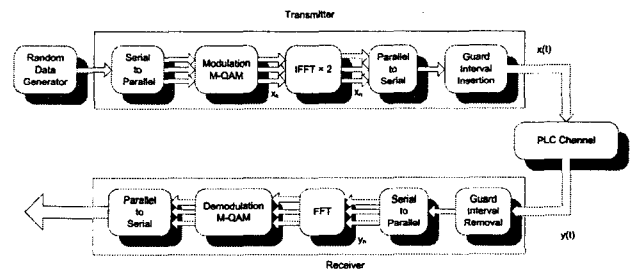 Transmitter
Random
Data
Generator
Serial
to
Parallel
Modulation
M-QAM
xₖ
IFFT × 2
xₙ
Parallel
to
Serial
Guard
Interval
Insertion
x(t)
PLC Channel
Parallel
to
Serial
Demodulation
M-QAM
FFT
yₙ
Serial
to
Parallel
Guard
Interval
Removal
y(t)
Receiver